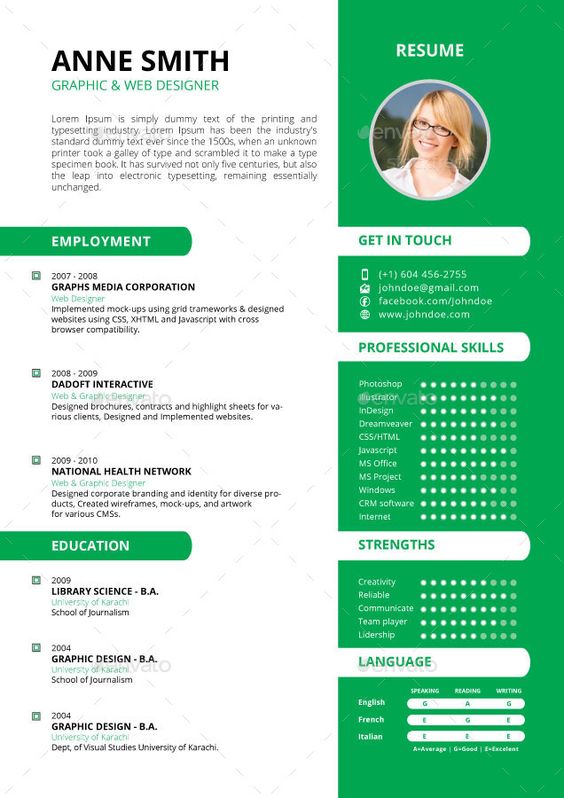 ANNE SMITH
GRAPHIC & WEB DESIGNER
Lorem Ipsum is simply dummy text of the printing and
typesetting industry. Lorem Ipsum has been the industry's
standard dummy text ever since the 1500s, when an unknown
printer took a galley of type and scrambled it to make a type
specimen book. It has survived not only five centuries, but also
the leap into electronic typesetting, remaining essentially
unchanged.
EMPLOYMENT
2007 - 2008
GRAPHS MEDIA CORPORATION
Web Designer
Implemented mock-ups using grid trameworks & designed
websites using CSS, XHTML and Javascript with cross
browser compatibility.
2008 - 2009
DADOFT INTERACTIVE
Web & Graphic Designer
Designed brochures, contracts and highlight sheets for va-
rious clients, Designed and Implemented websites.
2009 - 2010
NATIONAL HEALTH NETWORK
Web & Graphic Designer
Designed corporate branding and identity for diverse pro-
ducts, Created wireframes, mock-ups, and artwork
for various CMSs.
EDUCATION
2009
LIBRARY SCIENCE - B.A.
University of Karachi
School of Journalism
2004
GRAPHIC DESIGN - B.A.
University of Karachi
School of Journalism
2004
GRAPHIC DESIGN - B.A.
University of Karachi
Dept, of Visual Studies University of Karachi.
RESUME
GET IN TOUCH
(+1) 604 456-2755
johndoe@gmail.com
facebook.com/Johndoe
www.johndoe.com
PROFESSIONAL SKILLS
Photoshop
Illustrator
InDesign
Dreamveaver
CSS/HTML
Javascript
MS Office
MS Project
Windows
CRM software
Internet
STRENGTHS
Creativity
Reliable
Communicate
Team player
Lidership
LANGUAGE
SPEAKING READING WRITING
English G A G
French E G E
Italian E E E
A=Average | G=Good | E=Excelent
envato
envato
envato
envato
envato
envato